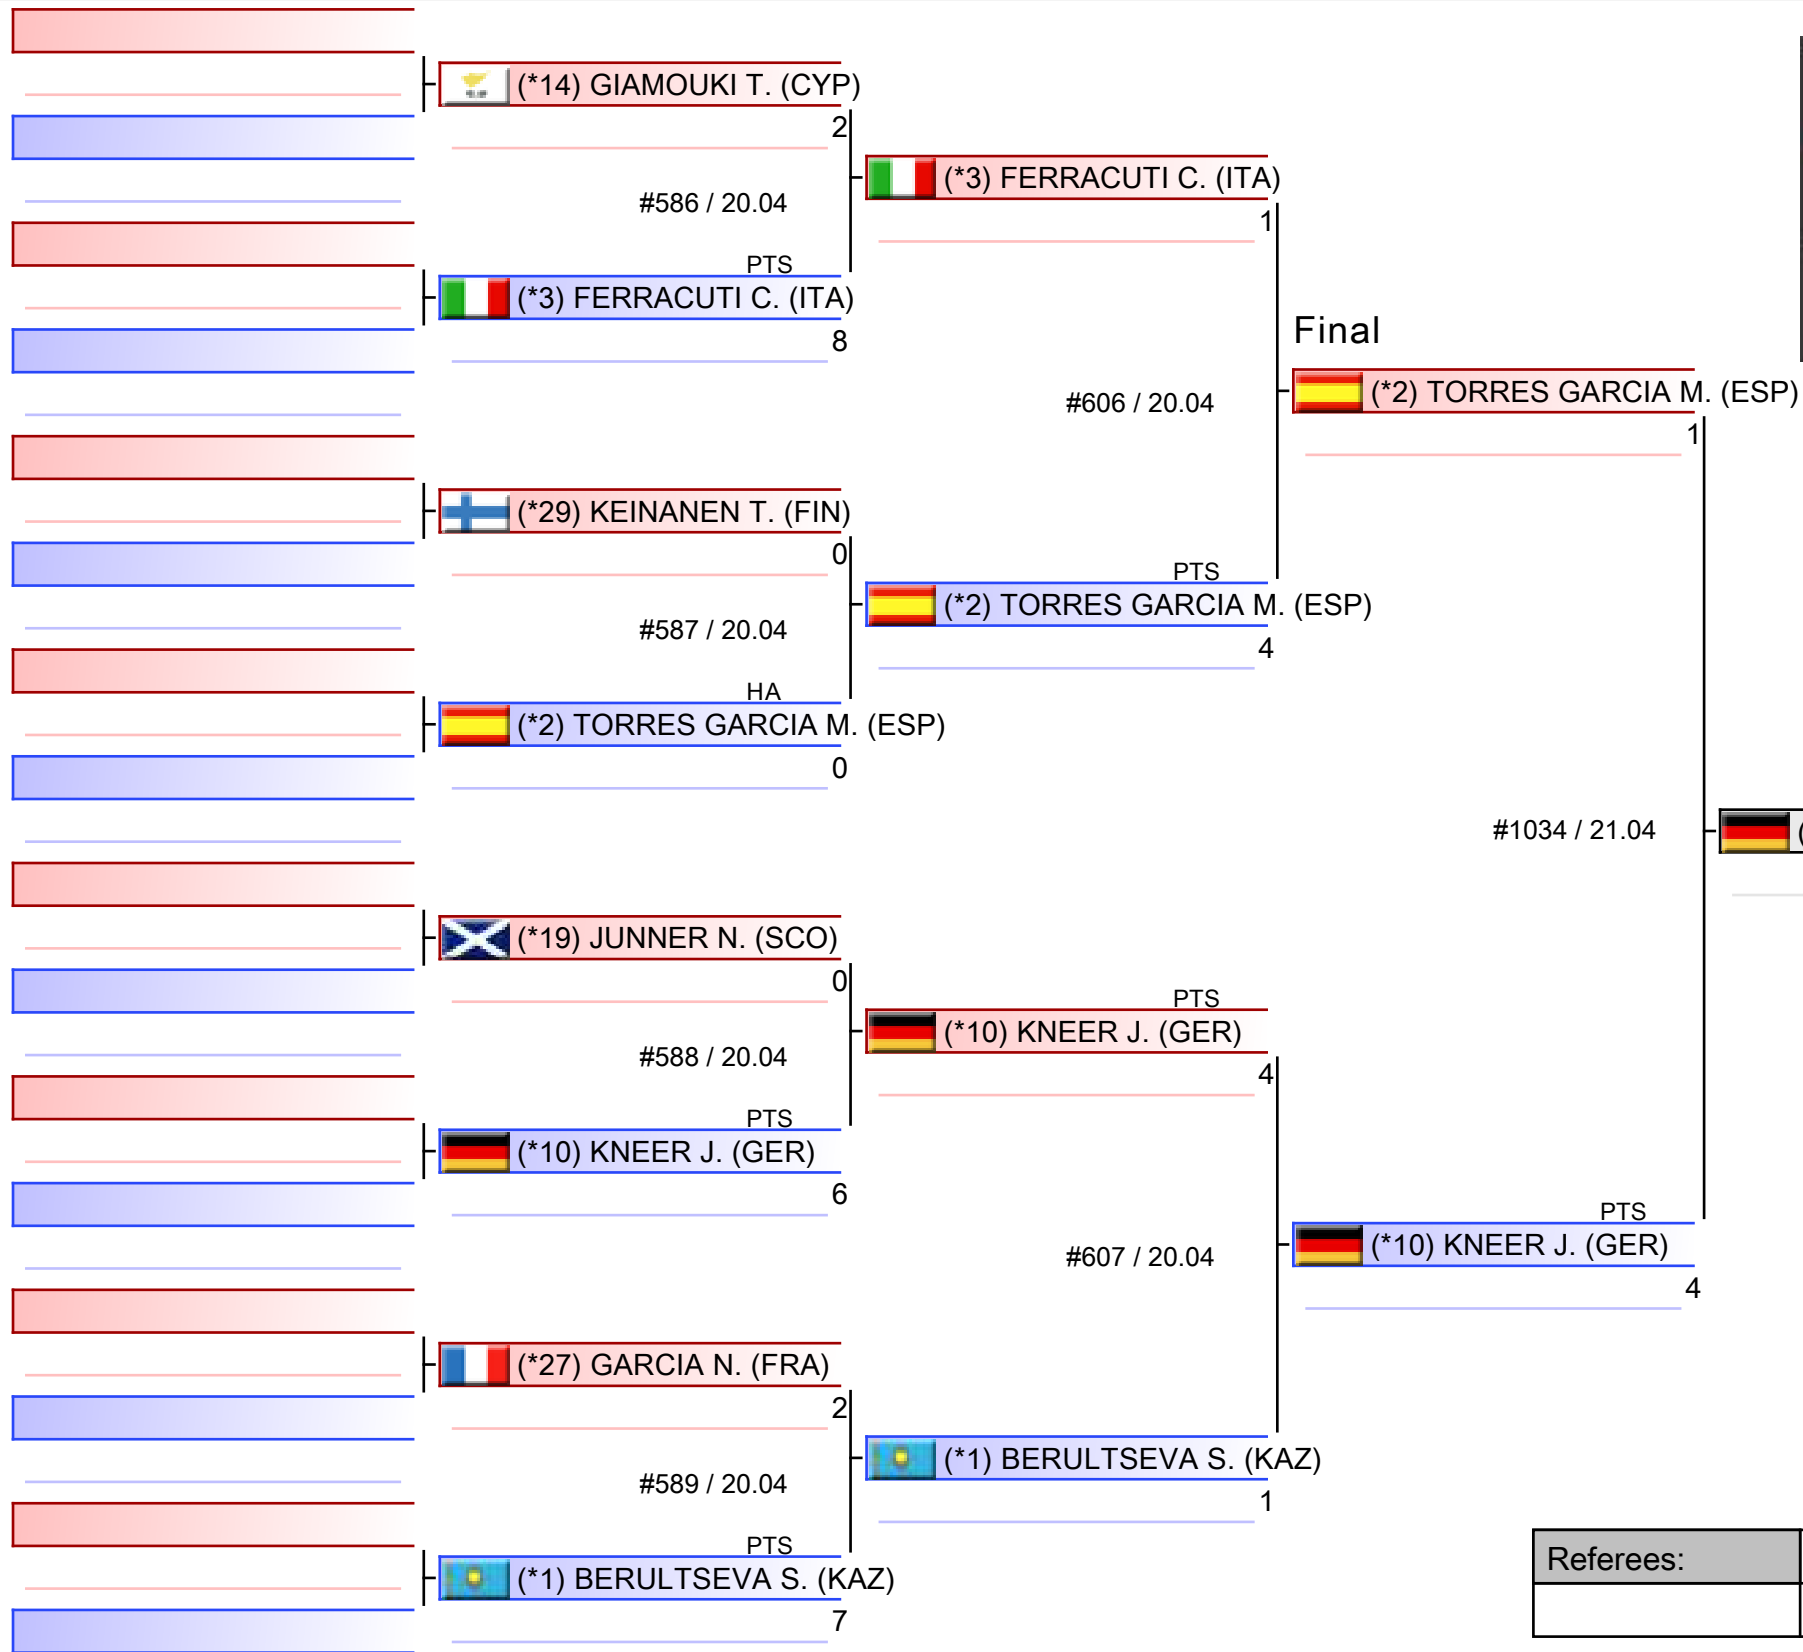 (*14) GIAMOUKI T. (CYP)
2
#586 / 20.04
PTS
(*3) FERRACUTI C. (ITA)
8
(*29) KEINANEN T. (FIN)
0
#587 / 20.04
HA
(*2) TORRES GARCIA M. (ESP)
0
(*19) JUNNER N. (SCO)
0
#588 / 20.04
PTS
(*10) KNEER J. (GER)
6
(*27) GARCIA N. (FRA)
2
#589 / 20.04
PTS
(*1) BERULTSEVA S. (KAZ)
7
(*3) FERRACUTI C. (ITA)
1
#606 / 20.04
PTS
(*2) TORRES GARCIA M. (ESP)
4
PTS
(*10) KNEER J. (GER)
4
#607 / 20.04
(*1) BERULTSEVA S. (KAZ)
1
Final
(*2) TORRES GARCIA M. (ESP)
1
#1034 / 21.04
PTS
(*10) KNEER J. (GER)
4
(
Referees: